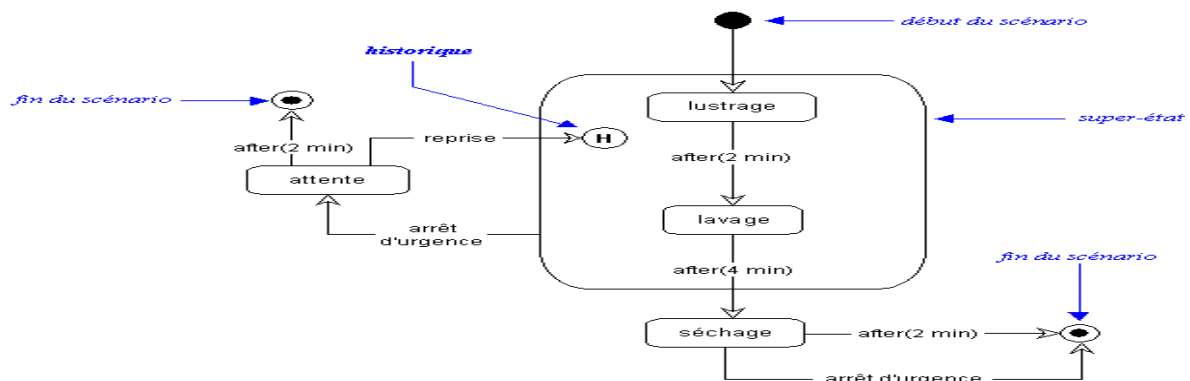 début du scénario
historique
fin du scénario
lustrage
super-état
reprise
H
after(2 min)
after(2 min)
attente
lavage
arrêt
d'urgence
fin du scénario
after(4 min)
séchage
after(2 min)
arrêt d'urgence